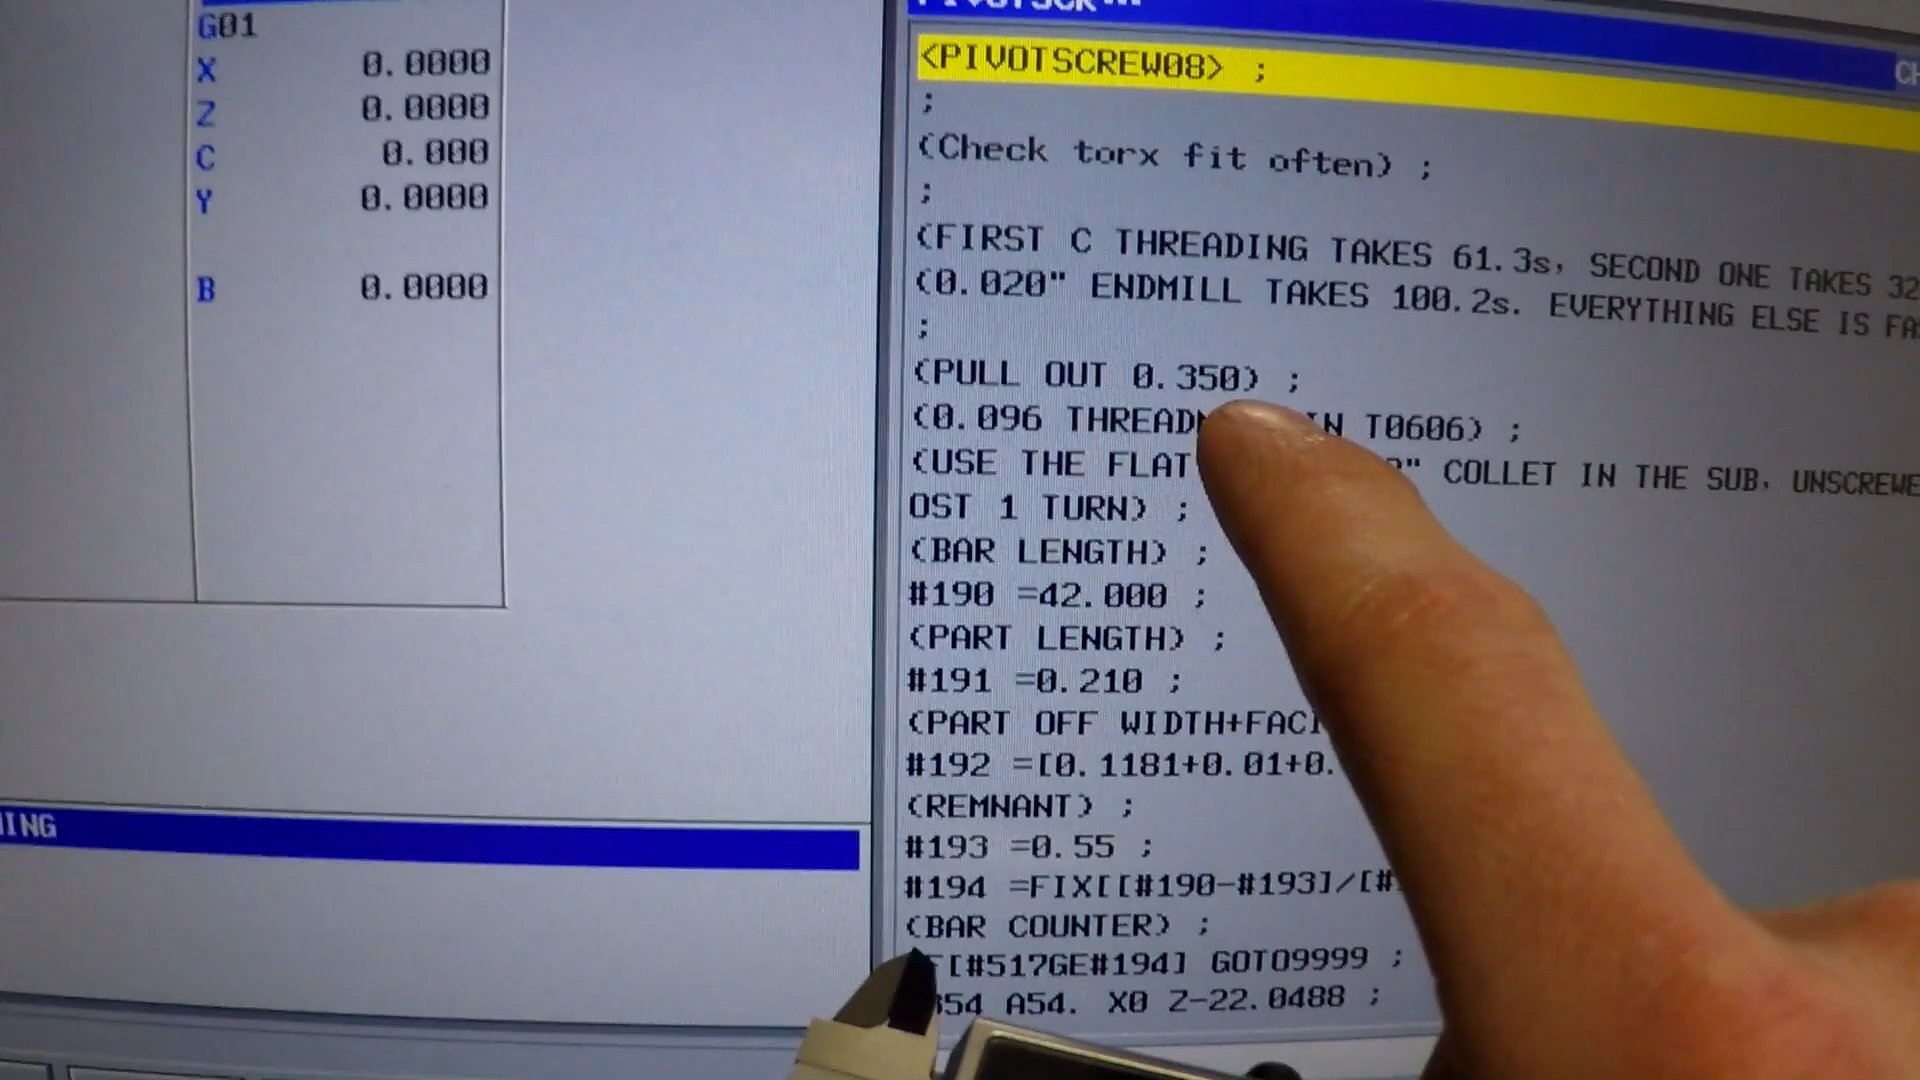 G01
X 0.0000
Z 0.0000
C 0.000
Y 0.0000
B 0.0000
<PIVOTSCREW08> ;
;
(Check torx fit often) ;
;
(FIRST C THREADING TAKES 61.3s, SECOND ONE TAKES 32
(0.020" ENDMILL TAKES 100.2s. EVERYTHING ELSE IS FA
;
(PULL OUT 0.350) ;
(0.096 IN T0606) ;
(USE THE FLAT " COLLET IN THE SUB, UNSCREWE
OST 1 TURN) ;
(BAR LENGTH) ;
#190 =42.000 ;
(PART LENGTH) ;
#191 =0.210 ;
(PART OFF WIDTH+FACI
#192 =[0.1181+0.01+0.
(REMNANT) ;
#193 =0.55 ;
#194 =FIX[[#190-#193]/[#
(BAR COUNTER) ;
[#517GE#194] GOTO9999 ;
A54. X0 Z-22.0488 ;